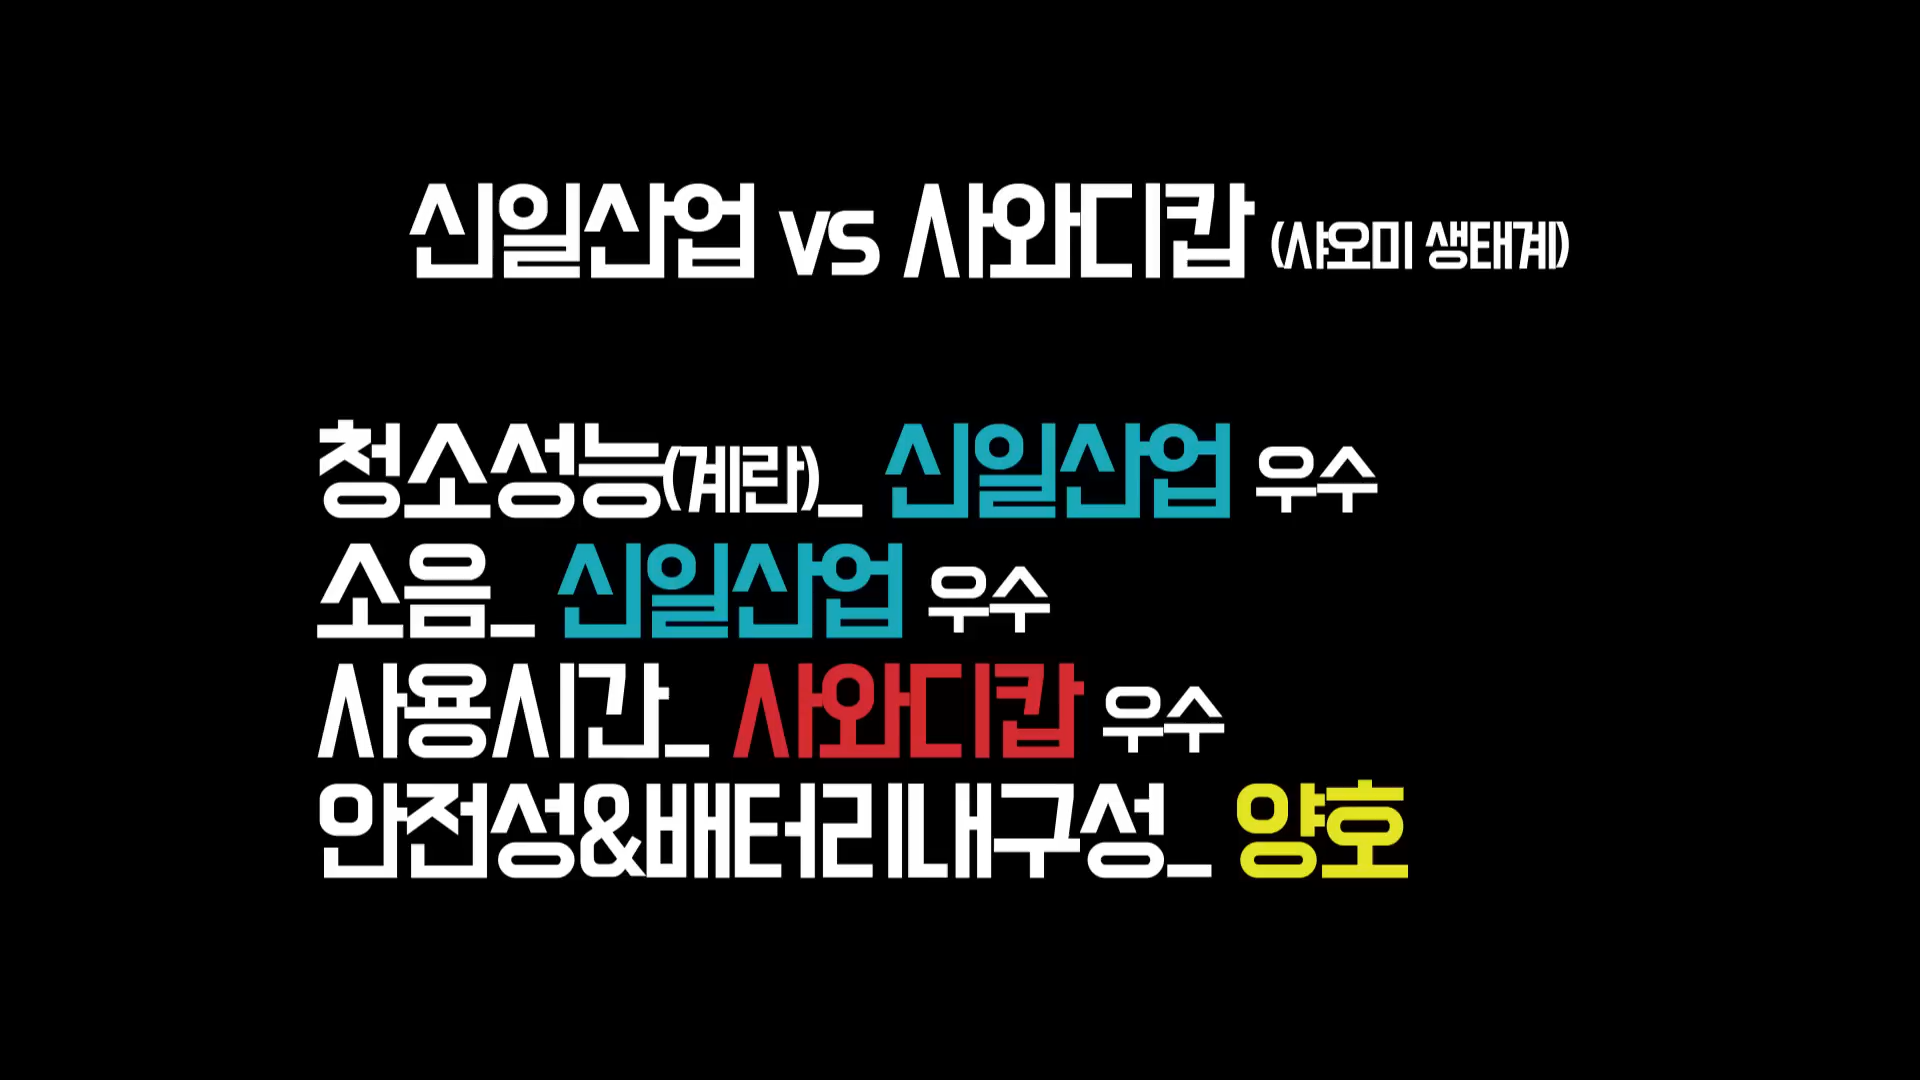 신일산업 vs 사와디캅 (샤오미 생태계)
청소성능(계란)_ 신일산업 우수
소음_ 신일산업 우수
사용시간_ 사와디캅 우수
안전성&배터리내구성_ 양호